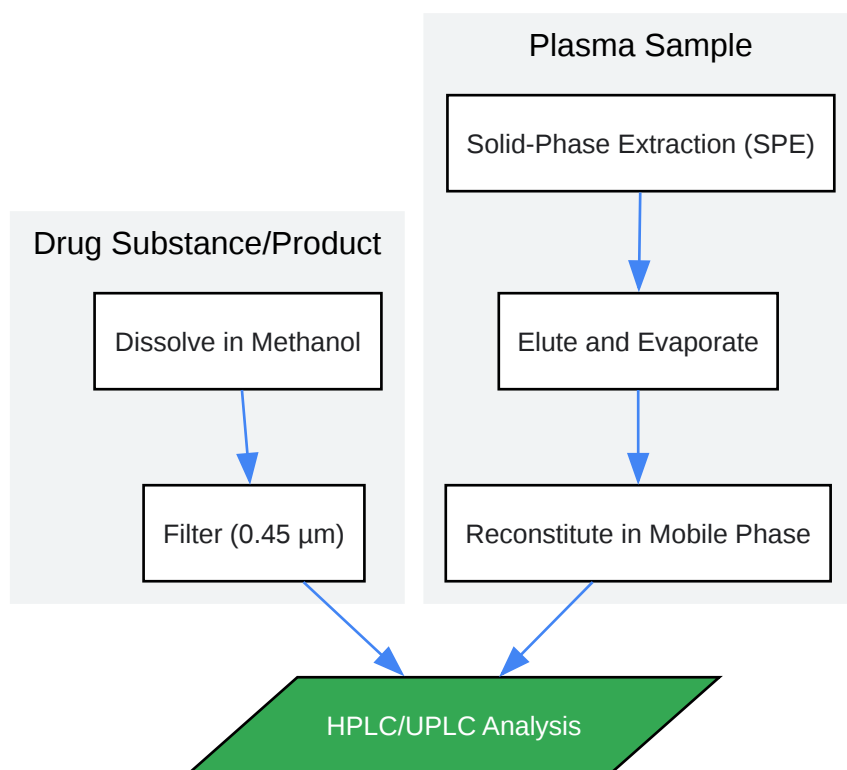 Plasma Sample
Solid-Phase Extraction (SPE)
Drug Substance/Product
Dissolve in Methanol
Elute and Evaporate
Filter (0.45 µm)
Reconstitute in Mobile Phase
HPLC/UPLC Analysis